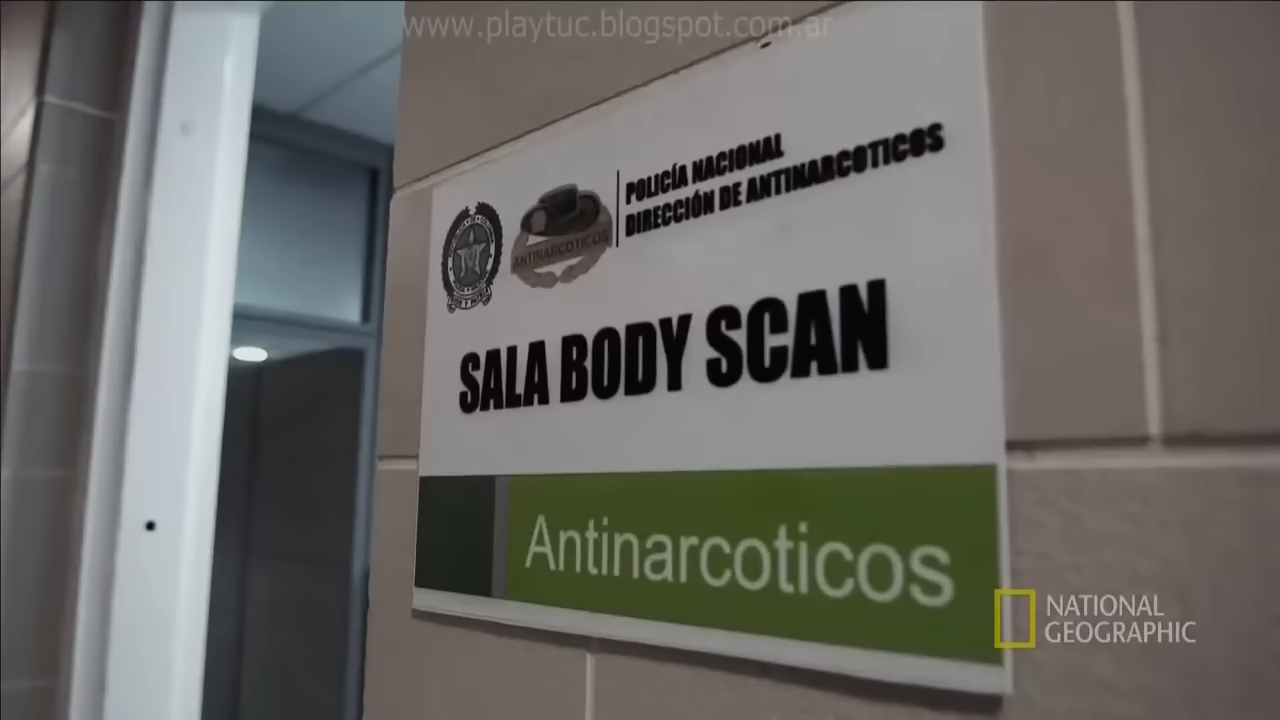 www.playtuc.blogspot.com.ar
POLICÍA NACIONAL
DIRECCIÓN DE ANTINARCOTICOS
ANTINARCOTICOS
SALA BODY SCAN
Antinarcoticos
NATIONAL
GEOGRAPHIC